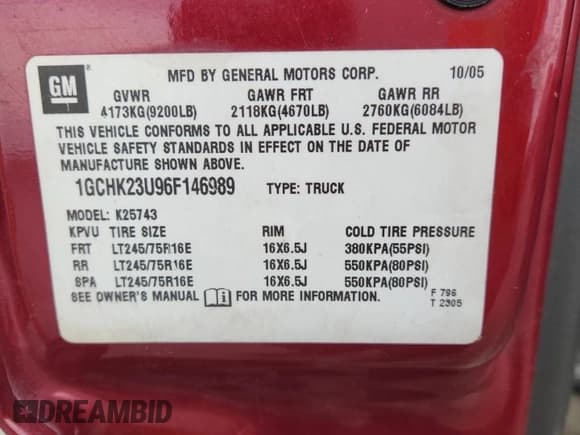 GM ®
MFD BY GENERAL MOTORS CORP. 10/05
GVWR GAWR FRT GAWR RR
4173KG(9200LB) 2118KG(4670LB) 2760KG(6084LB)
THIS VEHICLE CONFORMS TO ALL APPLICABLE U.S. FEDERAL MOTOR
VEHICLE SAFETY STANDARDS IN EFFECT ON THE DATE OF
MANUFACTURE SHOWN ABOVE.
1GCHK23U96F146989 TYPE: TRUCK
MODEL: K25743
KPVU TIRE SIZE RIM COLD TIRE PRESSURE
FRT LT245/75R16E 16X6.5J 380KPA(55PSI)
RR LT245/75R16E 16X6.5J 550KPA(80PSI)
SPA LT245/75R16E 16X6.5J 550KPA(80PSI)
SEE OWNER'S MANUAL i FOR MORE INFORMATION.
F 796
T 2305
DREAMBID